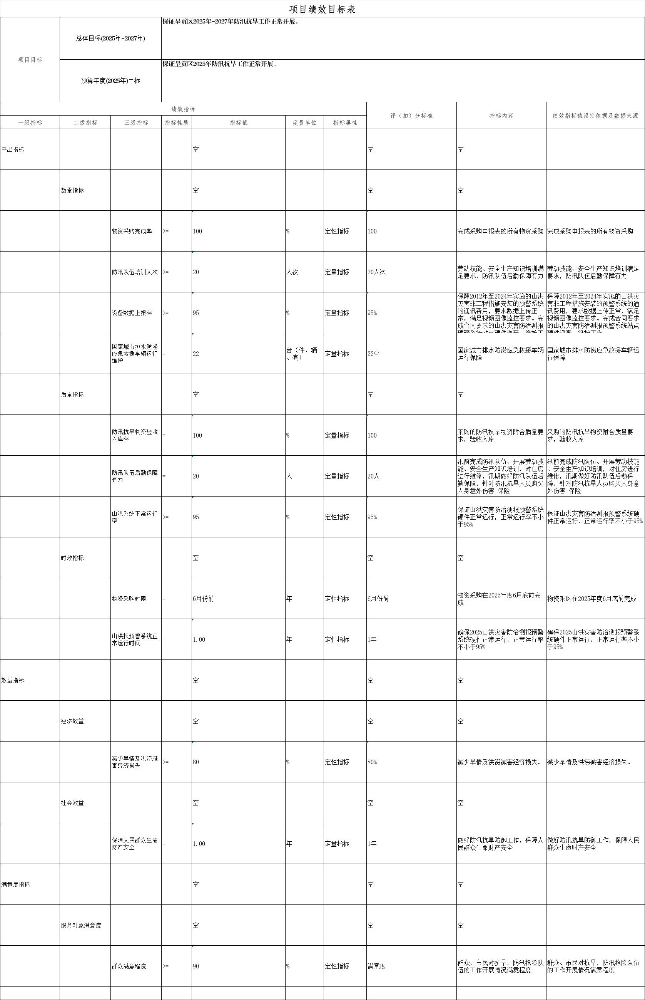 项目绩效目标表
项目目标
总体目标(2025年-2027年)
保证呈贡区2025年-2027年防汛抗旱工作正常开展。
预算年度(2025年)目标
保证呈贡区2025年防汛抗旱工作正常开展。
绩效指标
评（扣）分标准
指标内容
绩效指标值设定依据及数据来源
一级指标
二级指标
三级指标
指标性质
指标值
度量单位
指标属性
产出指标
空
空
空
数量指标
空
空
空
物资采购完成率
>=
100
%
定性指标
100
完成采购申报表的所有物资采购
完成采购申报表的所有物资采购
防汛队伍培训人次
>=
20
人次
定量指标
20人次
劳动技能、安全生产知识培训满
足要求，防汛队伍后勤保障有力
劳动技能、安全生产知识培训满足
要求，防汛队伍后勤保障有力
设备数据上报率
>=
95
%
定量指标
95%
保障2012年至2024年实施的山洪
灾害非工程措施安装的预警系统
的通讯费用，要求数据上传正
常，满足视频图像监控要求。完
成合同要求的山洪灾害防治测报
预警系统站点硬件巡查、维护工
保障2012年至2024年实施的山洪灾
害非工程措施安装的预警系统的通
讯费用，要求数据上传正常，满足
视频图像监控要求。完成合同要求
的山洪灾害防治测报预警系统站点
硬件巡查、维护工作
国家城市排水防涝
应急救援车辆运行
维护
=
22
台（件、辆
、套）
定量指标
22台
国家城市排水防涝应急救援车辆
运行保障
国家城市排水防涝应急救援车辆运
行保障
质量指标
空
空
空
防汛抗旱物资验收
入库率
=
100
%
定量指标
100
采购的防汛抗旱物资附合质量要
求，验收入库
采购的防汛抗旱物资附合质量要
求，验收入库
防汛队伍后勤保障
有力
=
20
人
定量指标
20人
汛前完成防汛队伍、开展劳动技
能、安全生产知识培训，对住房
进行维修，汛期做好防汛队伍后
勤保障，针对防汛抗旱人员购买
人身意外伤害 保险
汛前完成防汛队伍、开展劳动技能
、安全生产知识培训，对住房进行
维修，汛期做好防汛队伍后勤保
障，针对防汛抗旱人员购买人身意
外伤害 保险
山洪系统正常运行
率
>=
95
%
定性指标
95%
保证山洪灾害防治测报预警系统
硬件正常运行，正常运行率不小
于95%
保证山洪灾害防治测报预警系统硬
件正常运行，正常运行率不小于95%
时效指标
空
空
空
物资采购时限
=
6月份前
年
定性指标
6月份前
物资采购在2025年度6月底前完
成
物资采购在2025年度6月底前完成
山洪报预警系统正
常运行时间
=
1.00
年
定性指标
1年
确保2025山洪灾害防治测报预警
系统硬件正常运行，正常运行率
不小于95%
确保2025山洪灾害防治测报预警系
统硬件正常运行，正常运行率不小
于95%
效益指标
空
空
空
经济效益
空
空
空
减少旱情及洪涝减
害经济损失
>=
80
%
定性指标
80%
减少旱情及洪涝减害经济损失。
减少旱情及洪涝减害经济损失。
社会效益
空
空
空
保障人民群众生命
财产安全
=
1.00
年
定量指标
1年
做好防汛抗旱防御工作，保障人
民群众生命财产安全
做好防汛抗旱防御工作，保障人民
群众生命财产安全
满意度指标
空
空
空
服务对象满意度
空
空
空
群众满意程度
>=
90
%
定性指标
满意度
群众、市民对抗旱，防汛抢险队
伍的工作开展情况满意程度
群众、市民对抗旱，防汛抢险队伍
的工作开展情况满意程度